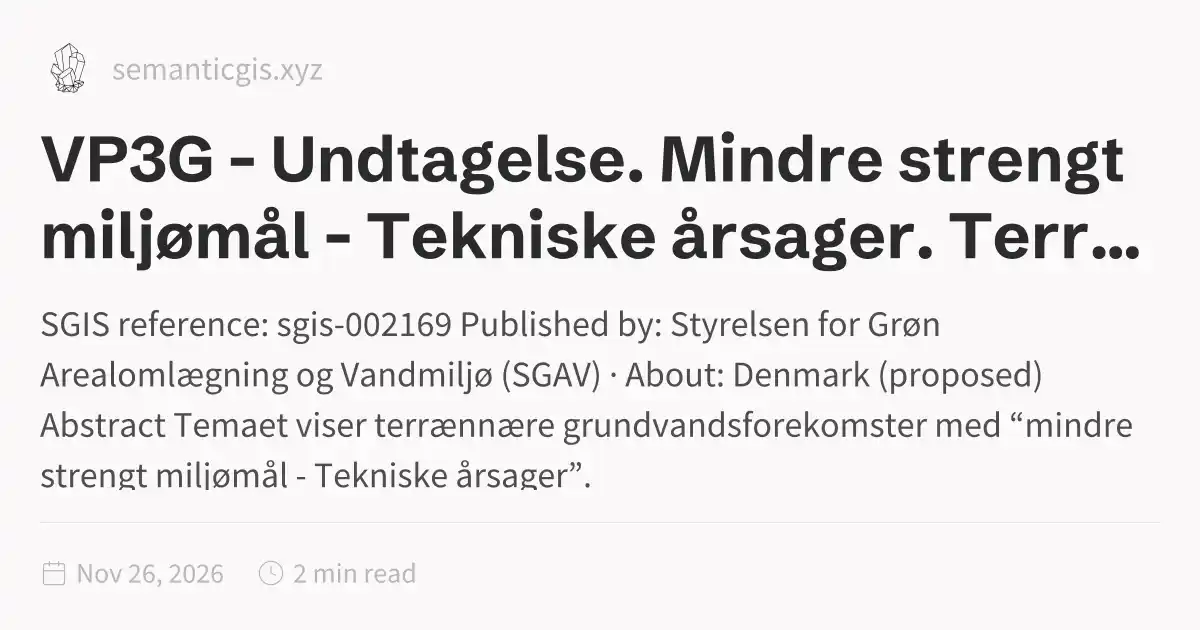 semanticgis.xyz
VP3G - Undtagelse. Mindre strengt
miljømål - Tekniske årsager. Terr...
SGIS reference: sgis-002169 Published by: Styrelsen for Grøn
Arealomlægning og Vandmiljø (SGAV) · About: Denmark (proposed)
Abstract Temaet viser terrænnære grundvandsforekomster med “mindre
strengt miljømål - Tekniske årsager”.
Nov 26, 2026 2 min read